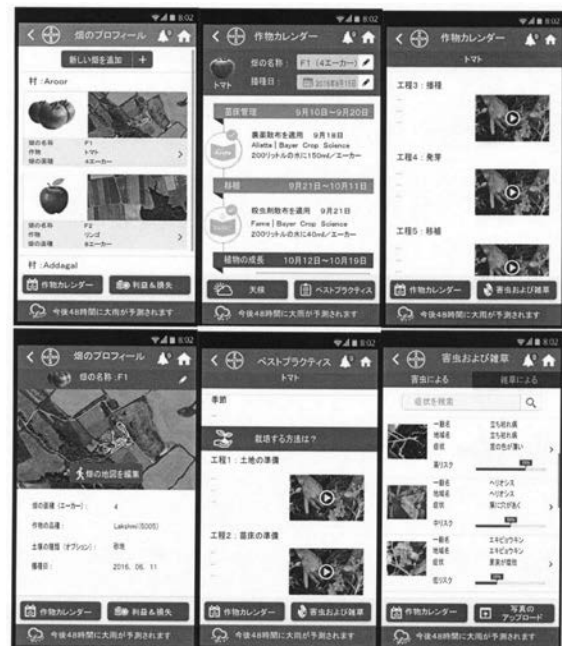 8:02
畑のプロフィール
新しい畑を追加 +
村:Aroor
畑の名称 F1
作物 トマト
畑の面積 4エーカー
畑の名称 F2
作物 リンゴ
畑の面積 8エーカー
村:Addagal
作物カレンダー
利益&損失
今後48時間に大雨が予測されます
8:02
作物カレンダー
トマト
畑の名称: F1(4エーカー)
播種日:
苗床管理 9月10日~9月20日
農薬散布を適用 9月18日
Aliette | Bayer Crop Science
200リットルの水に150ml/エーカー
移植 9月21日~10月11日
殺虫剤散布を適用 9月21日
Fame | Bayer Crop Science
200リットルの水に40ml/エーカー
植物の成長 10月12日~10月19日
天候
ベストプラクティス
今後48時間に大雨が予測されます
8:02
作物カレンダー
トマト
工程3:播種
工程4:発芽
工程5:移植
作物カレンダー
害虫および雑草
今後48時間に大雨が予測されます
8:02
畑のプロフィール
畑の名称:F1
畑の地図を編集
畑の面積(エーカー): 4
作物の品種: Lakshmi(5005)
土壌の種類(オプション): 砂地
播種日: 2016. 06. 11
作物カレンダー
利益&損失
今後48時間に大雨が予測されます
8:02
ベストプラクティス
トマト
季節
栽培する方法は?
工程1:土地の準備
工程2:苗床の準備
作物カレンダー
害虫および雑草
今後48時間に大雨が予測されます
8:02
害虫および雑草
害虫による
雑草による
症状を検索
一般名 立ち枯れ病
地域名 立ち枯れ病
症状 茎の色が薄い
高リスク
一般名 ヘリオシス
地域名 ヘリオシス
症状 葉に穴があく
中リスク
一般名 エキビョウキン
地域名 エキビョウキン
症状
低リスク
作物カレンダー
写真の
アップロード
今後48時間に大雨が予測されます